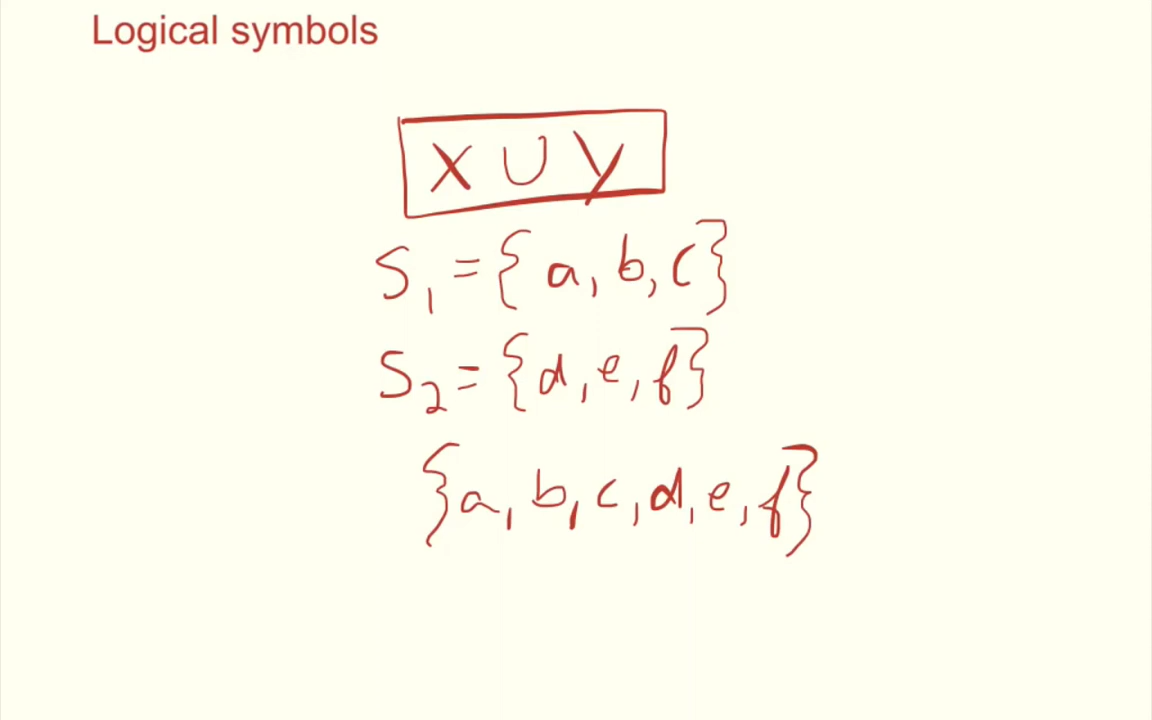 Logical symbols
X ∪ Y
S₁ = { a, b, c}
S₂ = {d, e, f}
{a, b, c, d, e, f}